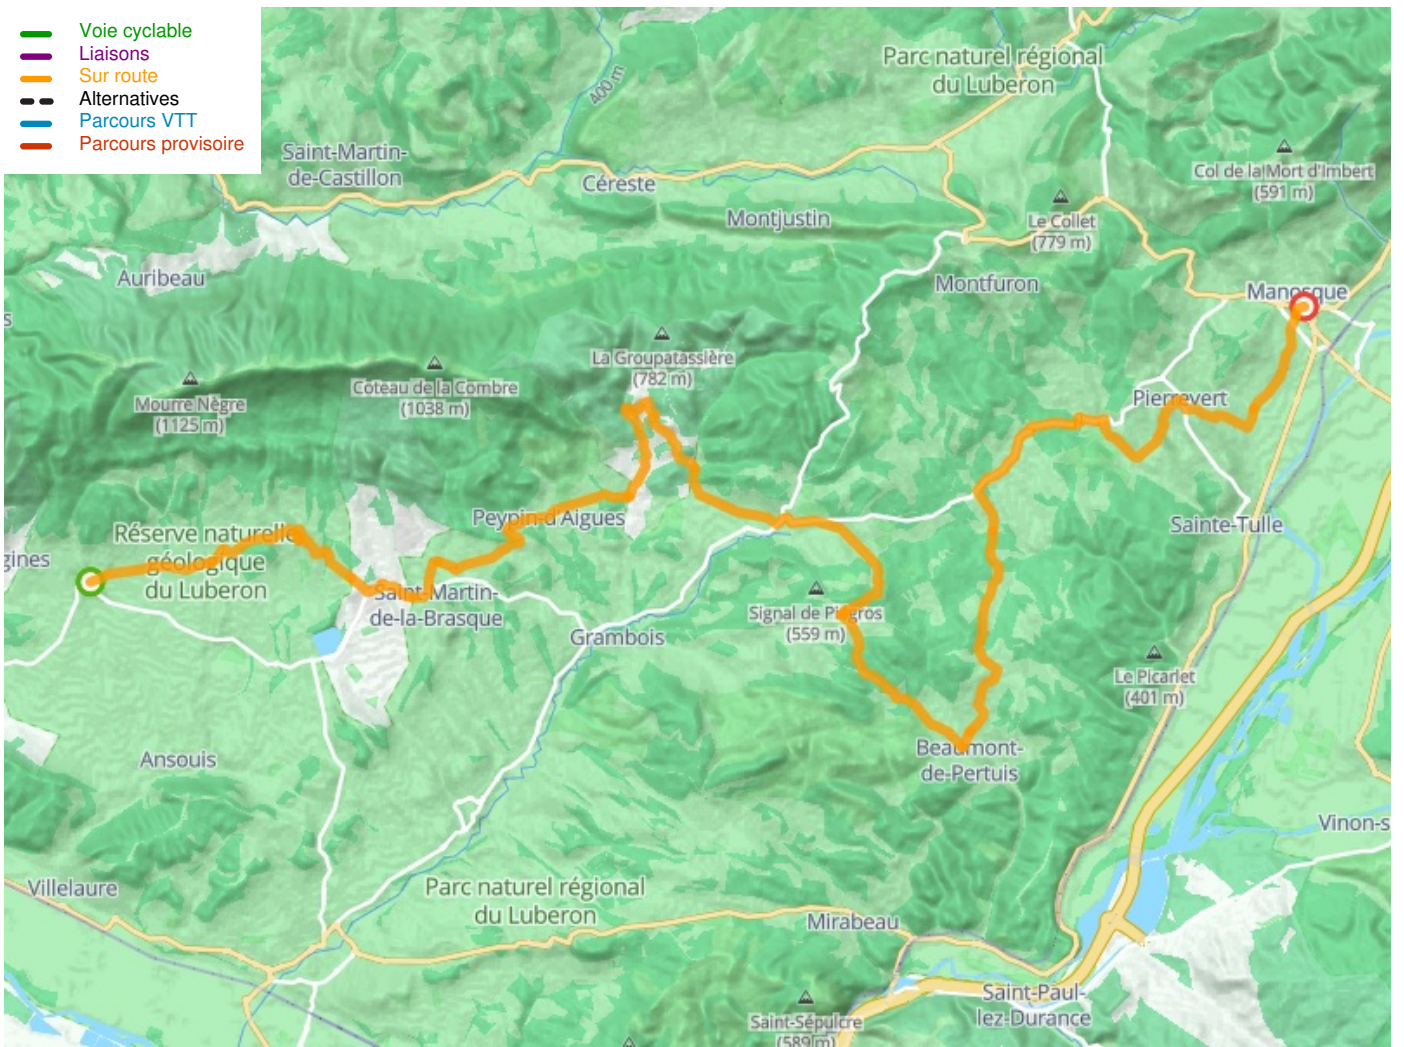 Voie cyclable
Liaisons
Sur route
Alternatives
Parcours VTT
Parcours provisoire
Parc naturel régional
du Luberon
400 m
Saint-Martin-
de-Castillon
Céreste
Col de la Mort d'Imbert
(591 m)
Montjustin
Le Collet
(779 m)
Auribeau
Montfuron
Manosque
s
La Groupatassière
(782 m)
Coteau de la Combre
(1038 m)
Mourre Nègre
(1125 m)
Pierrevert
Peypin-d'Aigues
Sainte-Tulle
Réserve naturelle
géologique
du Luberon
gines
Saint-Martin-
de-la-Brasque
Signal de Pingros
(559 m)
Grambois
Le Picarlet
(401 m)
Beaumont-
de-Pertuis
Ansouis
Vinon-s
Villelaure
Parc naturel régional
du Luberon
Mirabeau
Saint-Paul-
lez-Durance
Saint-Sépulcre
(589 m)